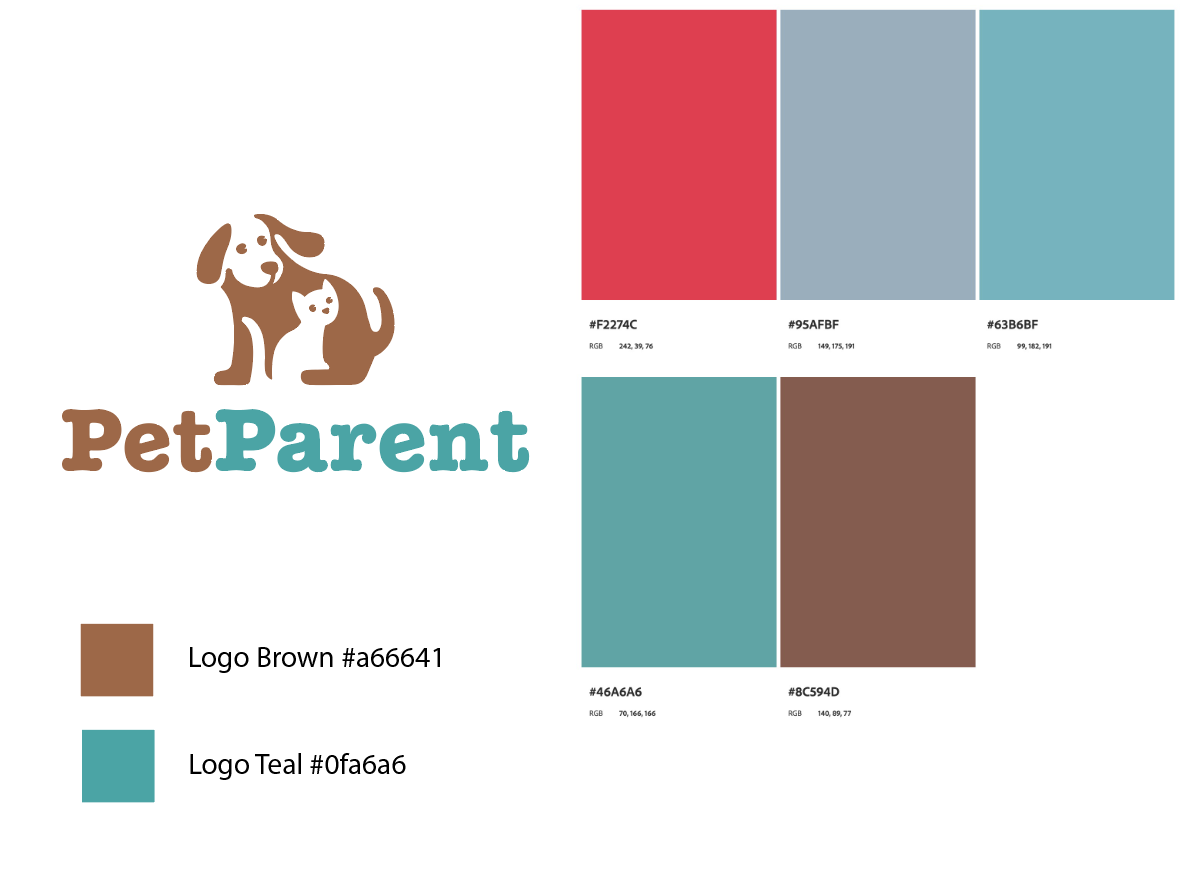 PetParent
Logo Brown #a66641
Logo Teal #0fa6a6
#F2274C
RGB 242, 39, 76
#95AFBF
RGB 149, 175, 191
#63B6BF
RGB 99, 182, 191
#46A6A6
RGB 70, 166, 166
#8C594D
RGB 140, 89, 77